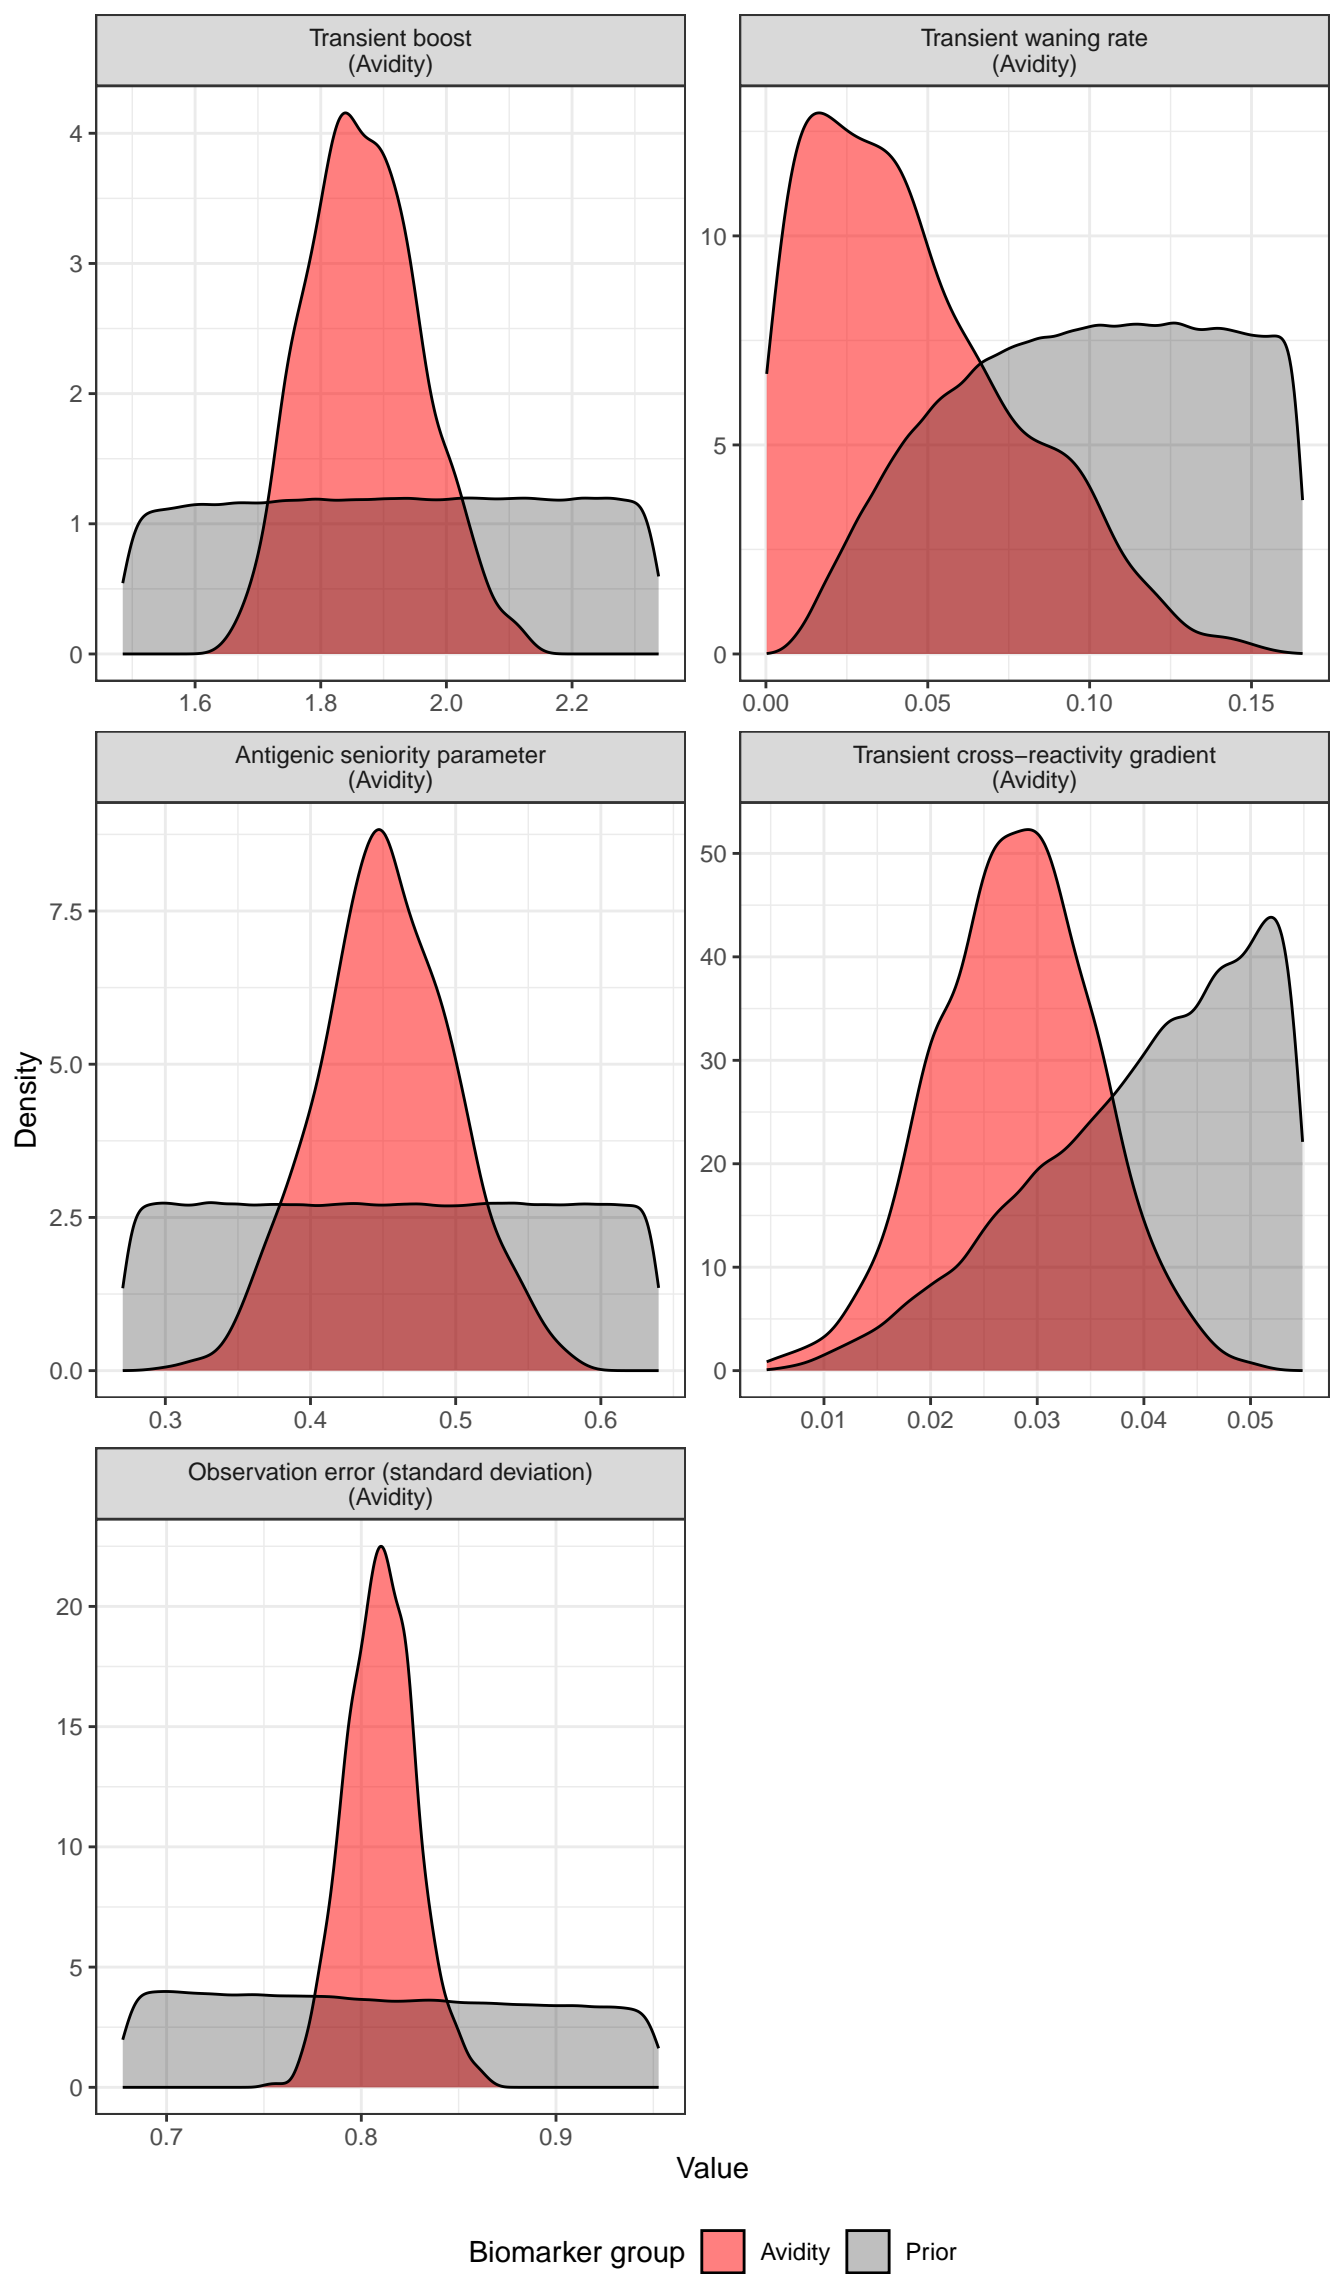 Transient boost
(Avidity)
Transient waning rate
(Avidity)
4
3
2
1
0
10
5
0
1.6 1.8 2.0 2.2
0.00 0.05 0.10 0.15
Antigenic seniority parameter
(Avidity)
Transient cross−reactivity gradient
(Avidity)
Density
7.5
5.0
2.5
0.0
50
40
30
20
10
0
0.3 0.4 0.5 0.6
0.01 0.02 0.03 0.04 0.05
Observation error (standard deviation)
(Avidity)
20
15
10
5
0
0.7 0.8 0.9
Value
Biomarker group Avidity Prior